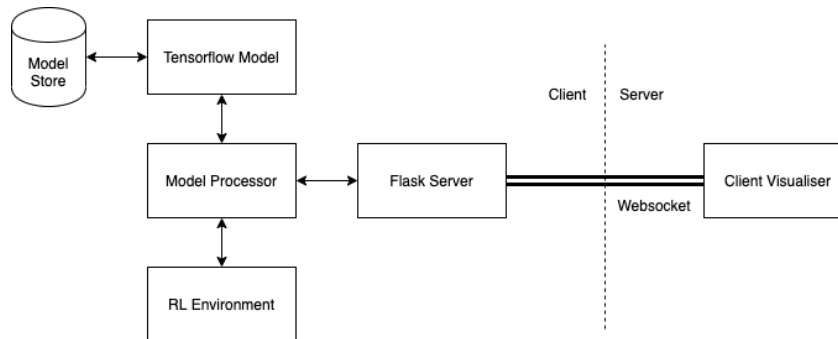 Model
Store
Tensorflow Model
Client
Server
Model Processor
Flask Server
Client Visualiser
Websocket
RL Environment